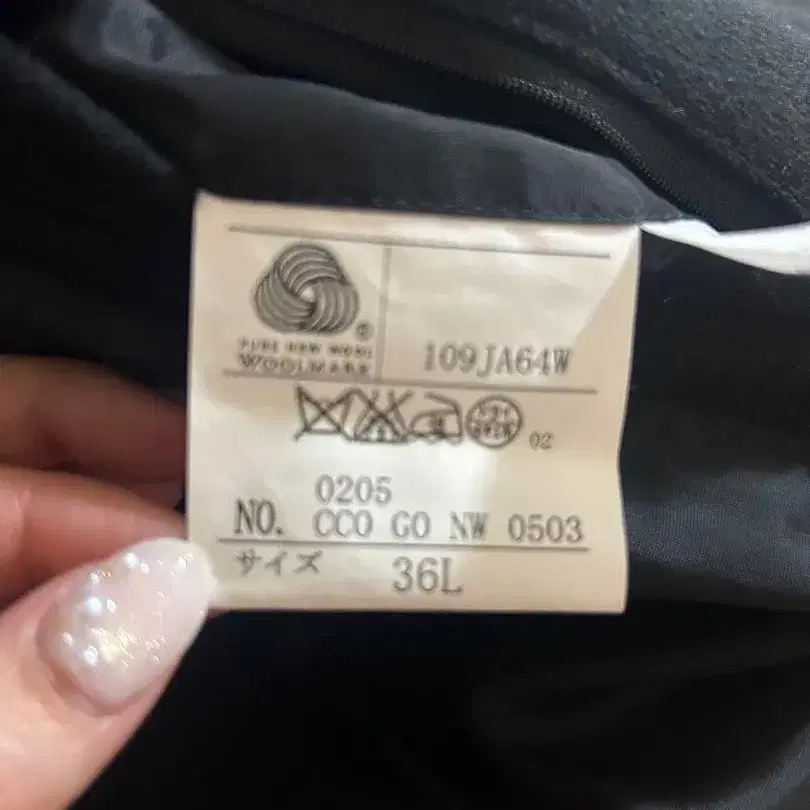 PURE NEW WOOL
WOOLMARK
109JA64W
02
0205
NO. CCO GO NW 0503
サイズ 36L